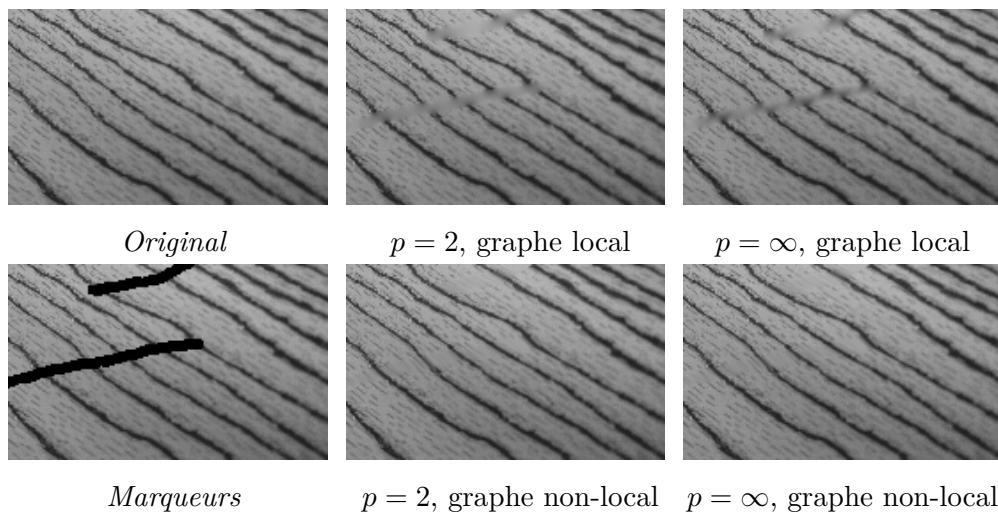 Original
p = 2, graphe local
p = ∞, graphe local
Marqueurs
p = 2, graphe non-local
p = ∞, graphe non-local